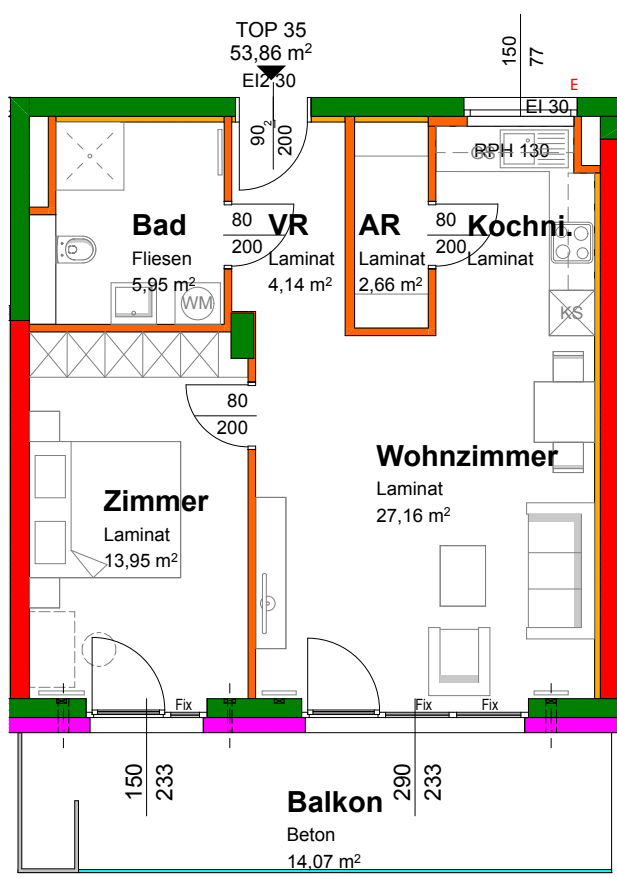 TOP 35
53,86 m²
EI2 30
150
77
E
EI 30
90
2
200
GS
RPH 130
Bad
Fliesen
5,95 m²
80
200
VR
Laminat
4,14 m²
AR
Laminat
2,66 m²
80
200
Kochni.
Laminat
WM
KS
80
200
Wohnzimmer
Laminat
27,16 m²
Zimmer
Laminat
13,95 m²
Fix
Fix
Fix
150
233
290
233
Balkon
Beton
14,07 m²